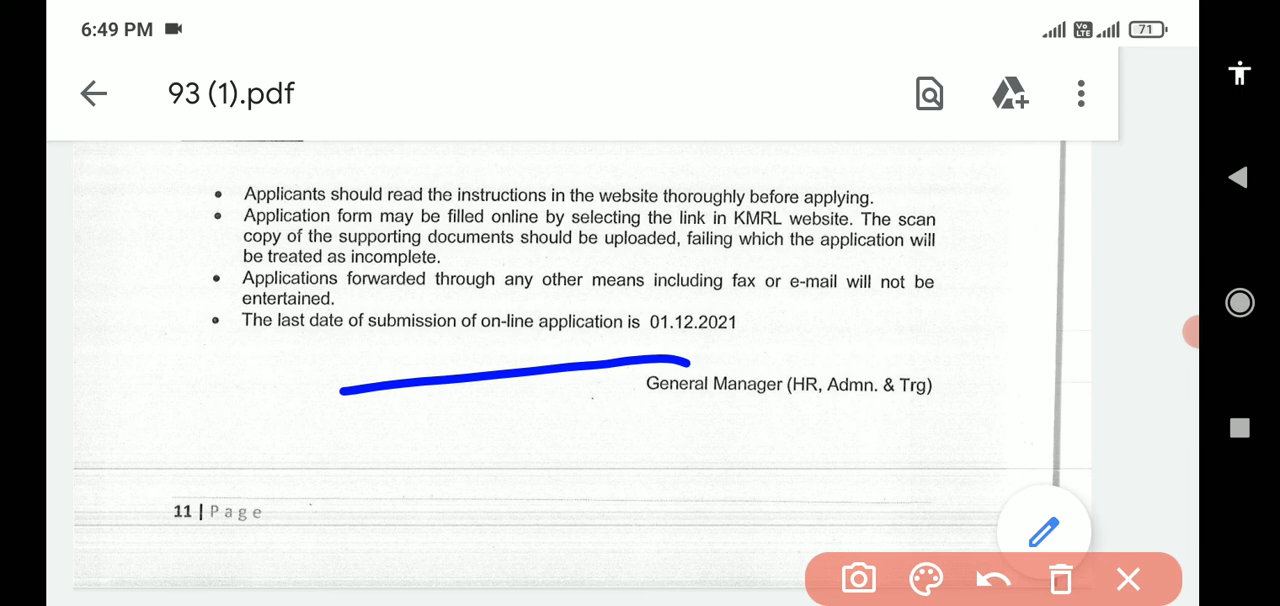 6:49 PM
Vo LTE
71
93 (1).pdf
• Applicants should read the instructions in the website thoroughly before applying.
• Application form may be filled online by selecting the link in KMRL website. The scan
copy of the supporting documents should be uploaded, failing which the application will
be treated as incomplete.
• Applications forwarded through any other means including fax or e-mail will not be
entertained.
• The last date of submission of on-line application is 01.12.2021
General Manager (HR, Admn. & Trg)
11 | Page